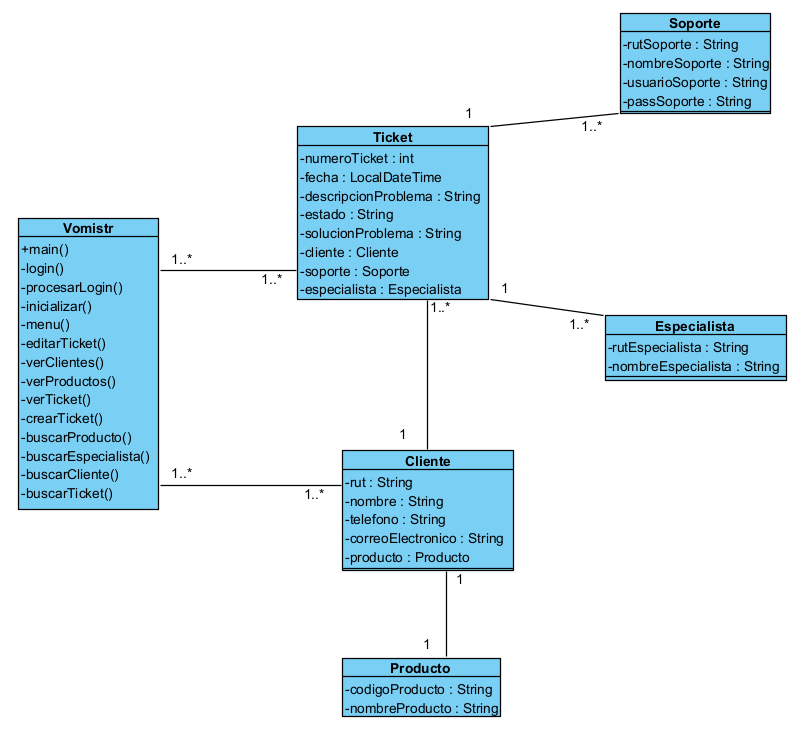 Soporte
-rutSoporte : String
-nombreSoporte : String
-usuarioSoporte : String
-passSoporte : String
1
1..*
Ticket
-numeroTicket : int
-fecha : LocalDateTime
-descripcionProblema : String
-estado : String
-solucionProblema : String
-cliente : Cliente
-soporte : Soporte
-especialista : Especialista
Vomistr
+main()
-login()
-procesarLogin()
-inicializar()
-menu()
-editarTicket()
-verClientes()
-verProductos()
-verTicket()
-crearTicket()
-buscarProducto()
-buscarEspecialista()
-buscarCliente()
-buscarTicket()
1..*
1..*
1
1..*
1..*
Especialista
-rutEspecialista : String
-nombreEspecialista : String
1
Cliente
-rut : String
-nombre : String
-telefono : String
-correoElectronico : String
-producto : Producto
1..*
1..*
1
1
Producto
-codigoProducto : String
-nombreProducto : String